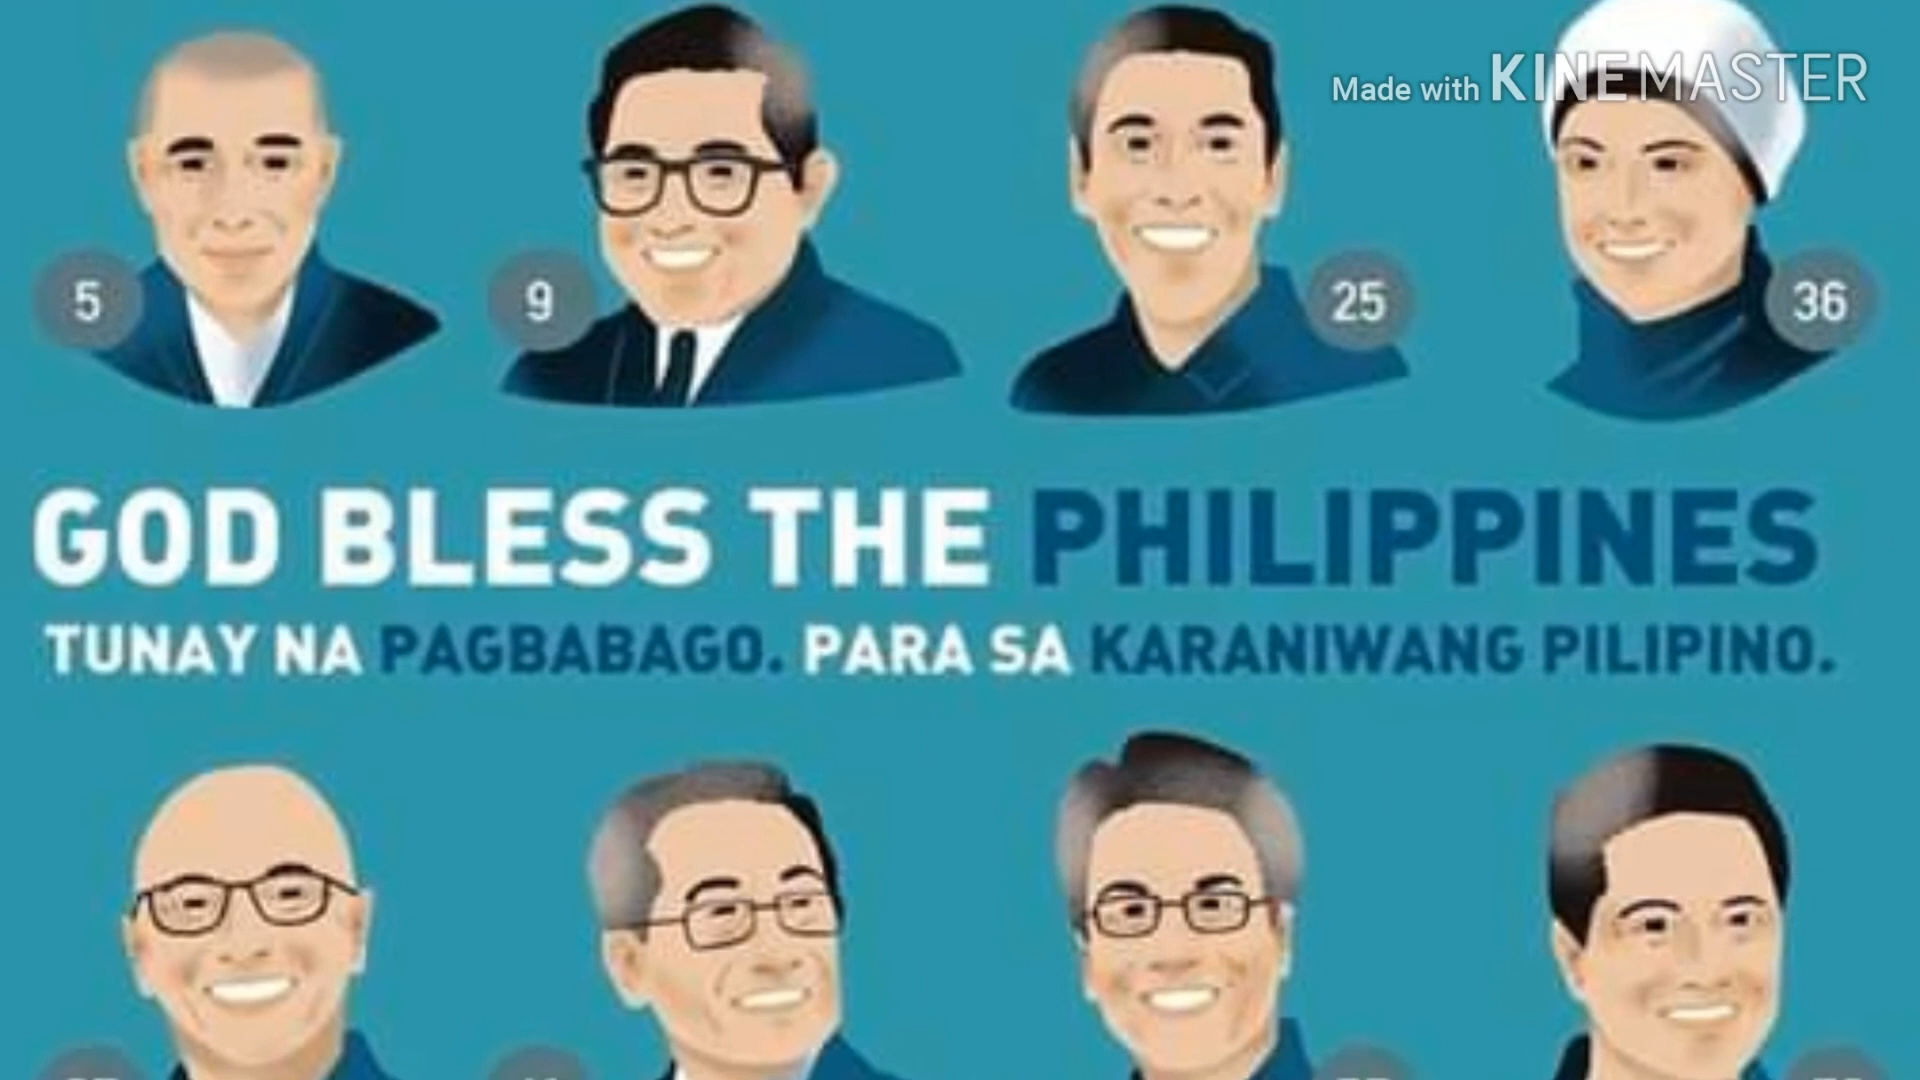 Made with KINEMASTER
5
9
25
36
GOD BLESS THE PHILIPPINES
TUNAY NA PAGBABAGO. PARA SA KARANIWANG PILIPINO.